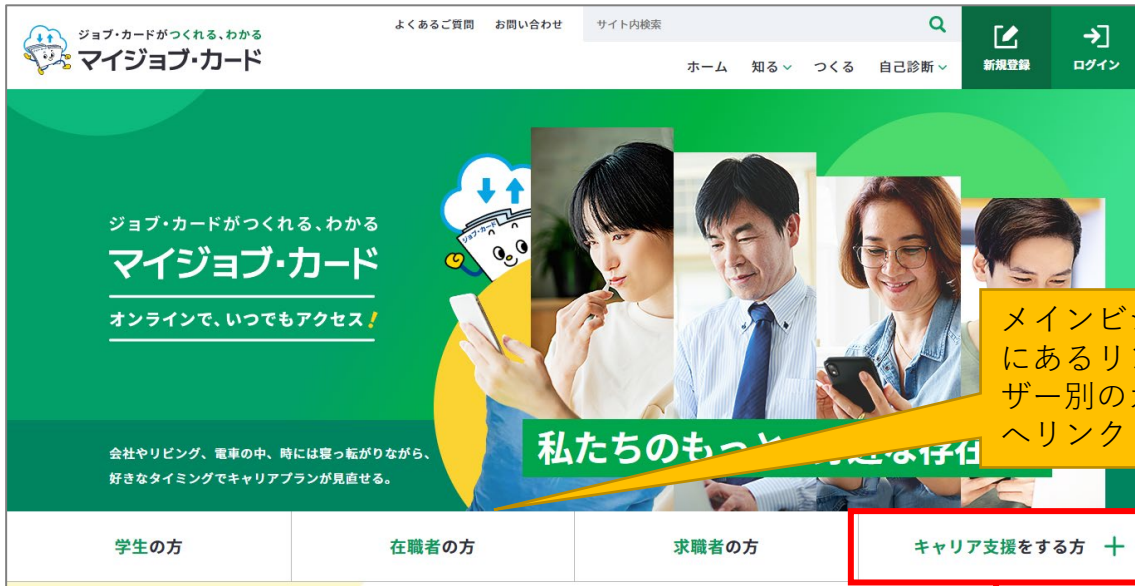 よくあるご質問 お問い合わせ サイト内検索
ジョブ・カードがつくれる、わかる
マイジョブ・カード
ホーム 知る つくる 自己診断
新規登録
ログイン
ジョブ・カードがつくれる、わかる
マイジョブ・カード
オンラインで、いつでもアクセス!
ジョブ・カード
メインビ
にあるリ
ザー別の
へリンク
私たちのもっと
な存在
会社やリビング、電車の中、時には寝っ転がりながら、
好きなタイミングでキャリアプランが見直せる。
学生の方
在職者の方
求職者の方
キャリア支援をする方 +